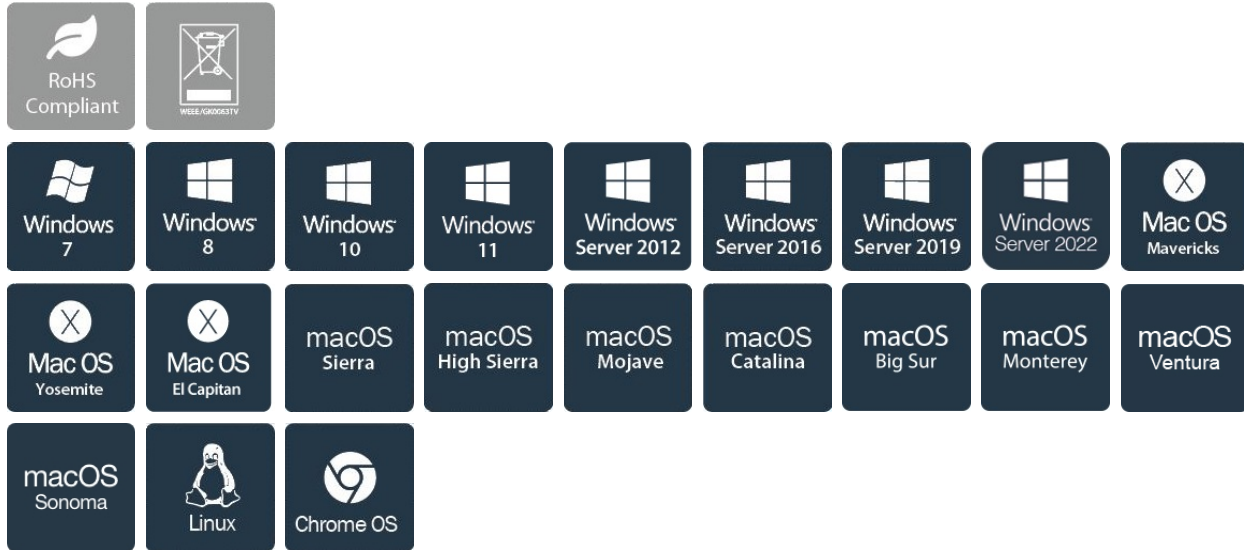 RoHS
Compliant
WEEE/GK0063TV
Windows
7
Windows
8
Windows
10
Windows
11
Windows
Server 2012
Windows
Server 2016
Windows
Server 2019
Windows
Server 2022
X
Mac OS
Mavericks
X
Mac OS
Yosemite
X
Mac OS
El Capitan
macOS
Sierra
macOS
High Sierra
macOS
Mojave
macOS
Catalina
macOS
Big Sur
macOS
Monterey
macOS
Ventura
macOS
Sonoma
Linux
Chrome OS